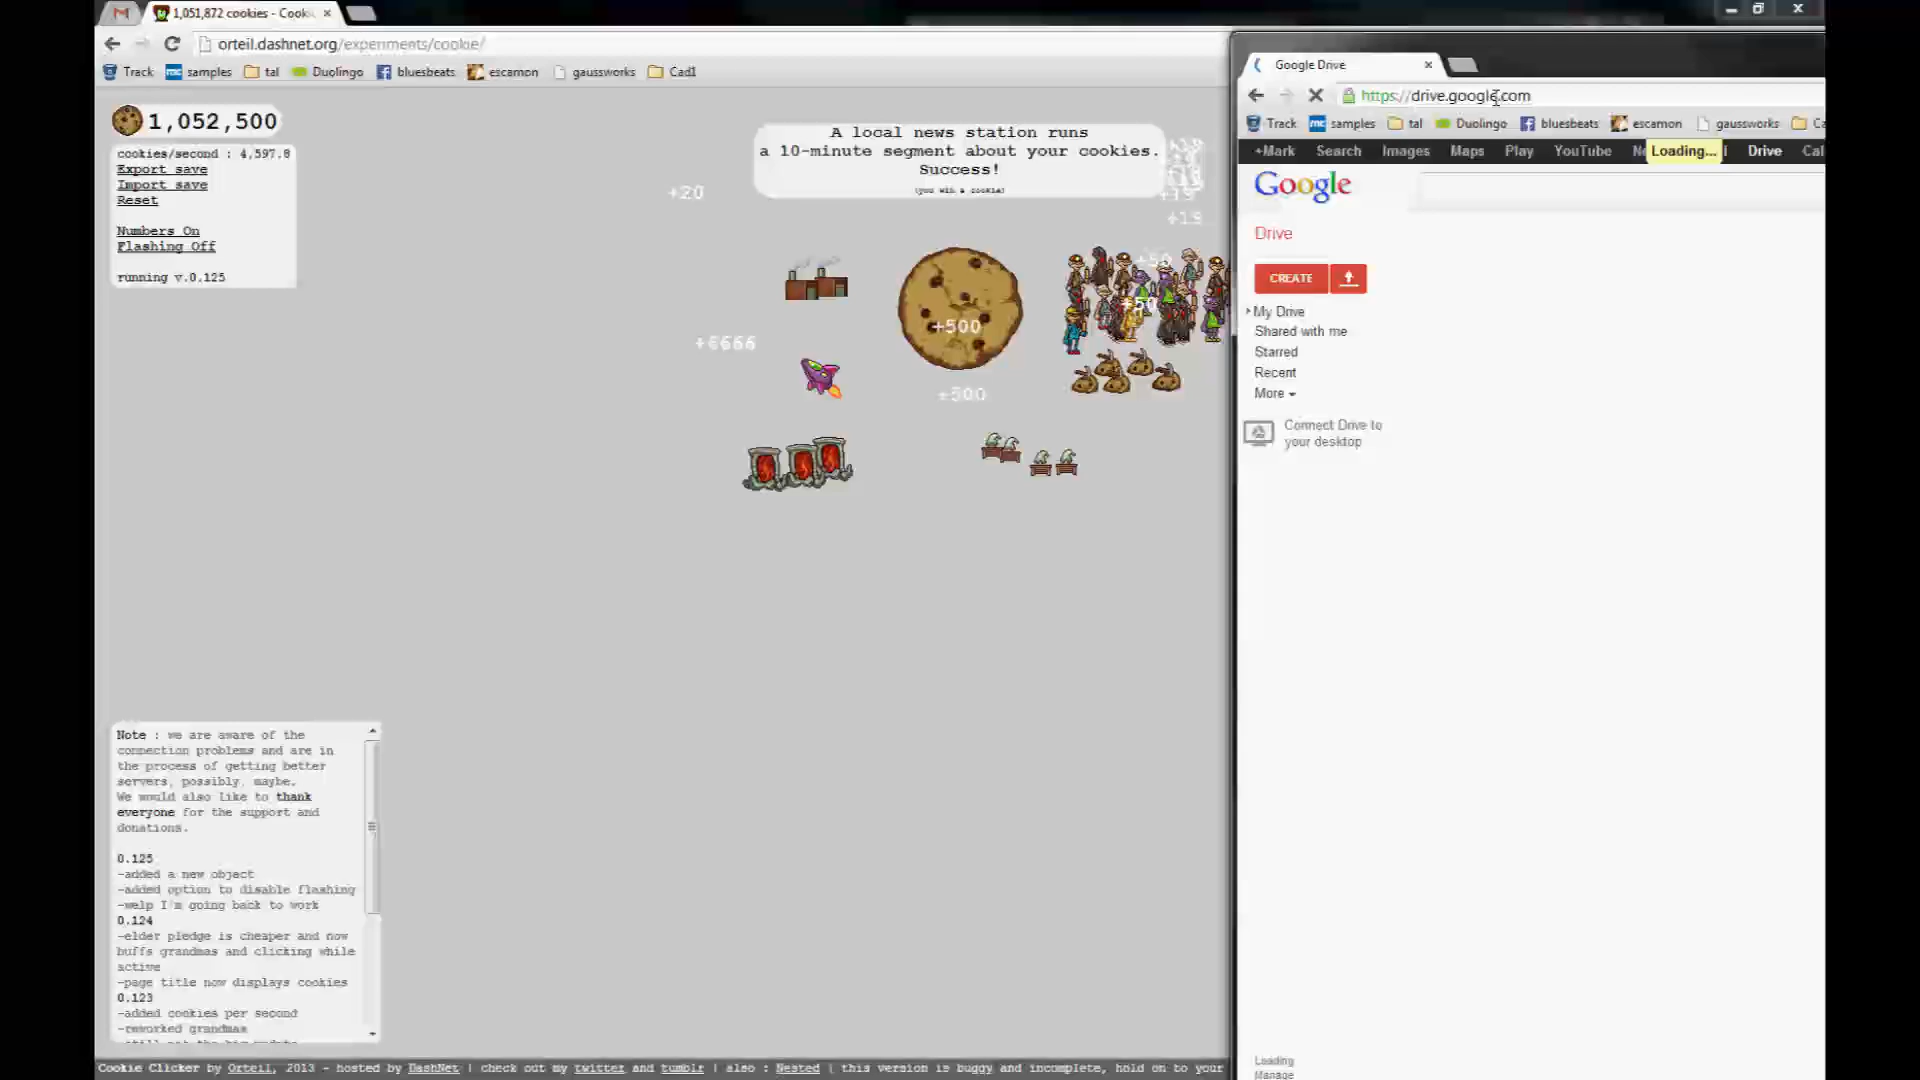 1,051,872 cookies - Cook
orteil.dashnet.org/experiments/cookie/
Track samples tal Duolingo bluesbeats escamon gaussworks Cad1
1,052,500
cookies/second : 4,597.8
Export save
Import save
Reset
Numbers On
Flashing Off
running v.0.125
A local news station runs
a 10-minute segment about your cookies.
Success!
(you win a cookie)
+20
+19
+19
+50
+500
+6666
+500
Note : we are aware of the
connection problems and are in
the process of getting better
servers, possibly, maybe.
We would also like to thank
everyone for the support and
donations.
0.125
-added a new object
-added option to disable flashing
-welp I'm going back to work
0.124
-elder pledge is cheaper and now
buffs grandmas and clicking while
active
-page title now displays cookies
0.123
-added cookies per second
-reworked grandmas
Cookie Clicker by Orteil, 2013 - hosted by DashNet | check out my twitter and tumblr | also : Nested | this version is buggy and incomplete, hold on to your
Google Drive
https://drive.google.com
Track samples tal Duolingo bluesbeats escamon gaussworks
+Mark Search Images Maps Play YouTube Loading... Drive Cal
Google
Drive
CREATE
My Drive
Shared with me
Starred
Recent
More
Connect Drive to
your desktop
Loading
Manage